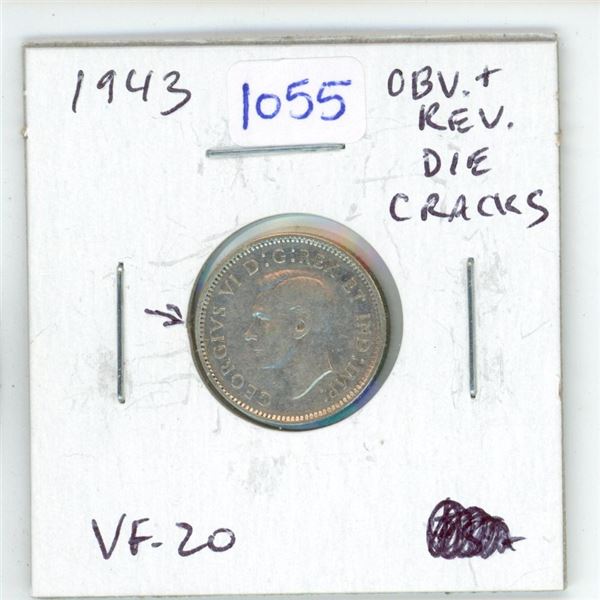 1943
1055
OBV. +
REV.
DIE
CRACKS
GEORGIVS VI D:G:REX ET IND:IMP.
VF-20